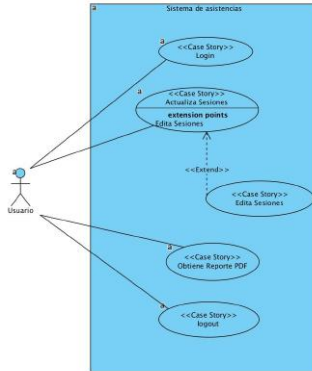 a
Sistema de asistencias
a
<<Case Story>>
Login
a
<<Case Story>>
Actualiza Sesiones
extension points
Edita Sesiones
<<Extend>>
a
Usuario
<<Case Story>>
Edita Sesiones
a
<<Case Story>>
Obtiene Reporte PDF
a
<<Case Story>>
logout